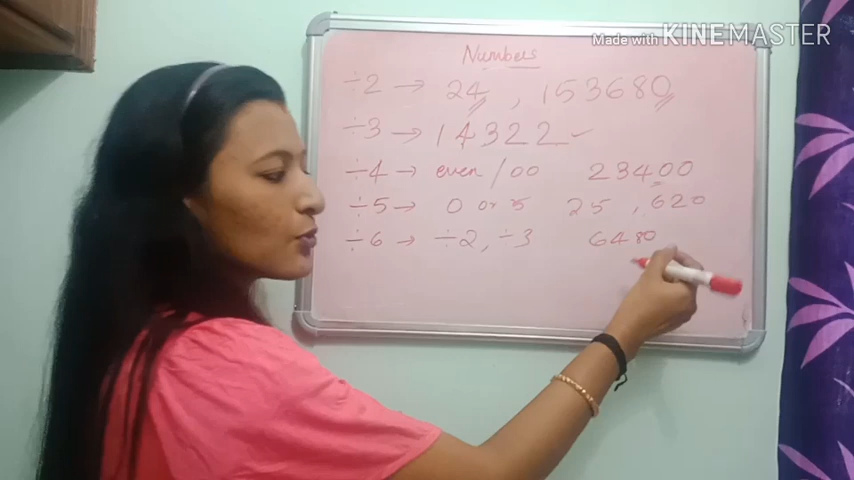 Made with KINEMASTER
Numbers
÷2 → 24, 153680
÷3 → 14322 ✓
÷4 → even / 00 23400
÷5 → 0 or 5 25, 620
÷6 → ÷2, ÷3 6480